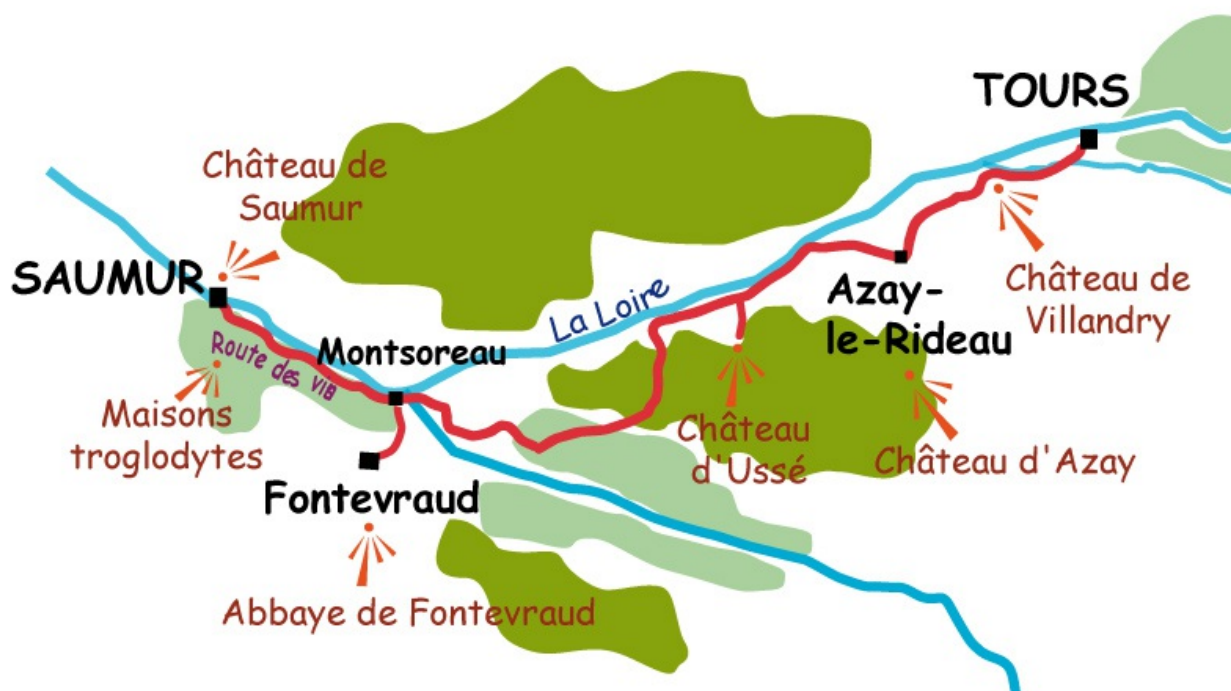 TOURS
Château de
Saumur
SAUMUR
Château de
Villandry
Azay-
le-Rideau
La Loire
Montsoreau
Route des VIB
Maisons
troglodytes
Château
d'Ussé
Château d'Azay
Fontevraud
Abbaye de Fontevraud